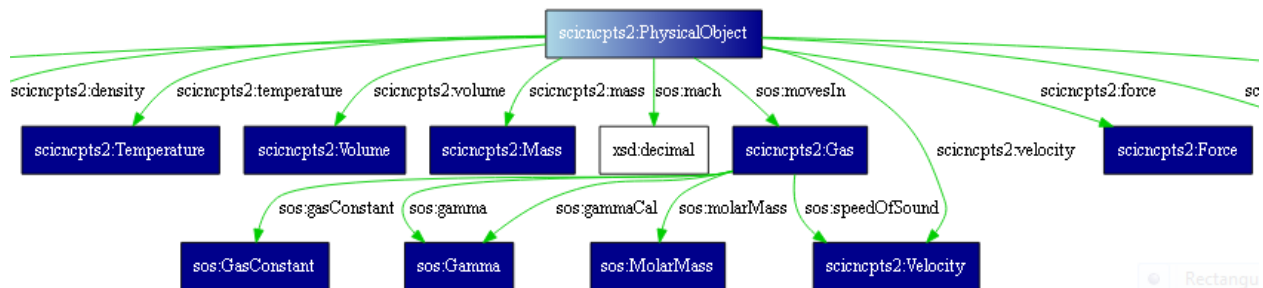 scicncpts2:PhysicalObject
scicncpts2:density scicncpts2:temperature scicncpts2:volume scicncpts2:mass sos:mach sos:movesIn scicncpts2:force
scicncpts2:Temperature scicncpts2:Volume scicncpts2:Mass xsd:decimal scicncpts2:Gas scicncpts2:velocity scicncpts2:Force
sos:gasConstant sos:gamma sos:gammaCal sos:molarMass sos:speedOfSound
sos:GasConstant sos:Gamma sos:MolarMass scicncpts2:Velocity
Rectangu